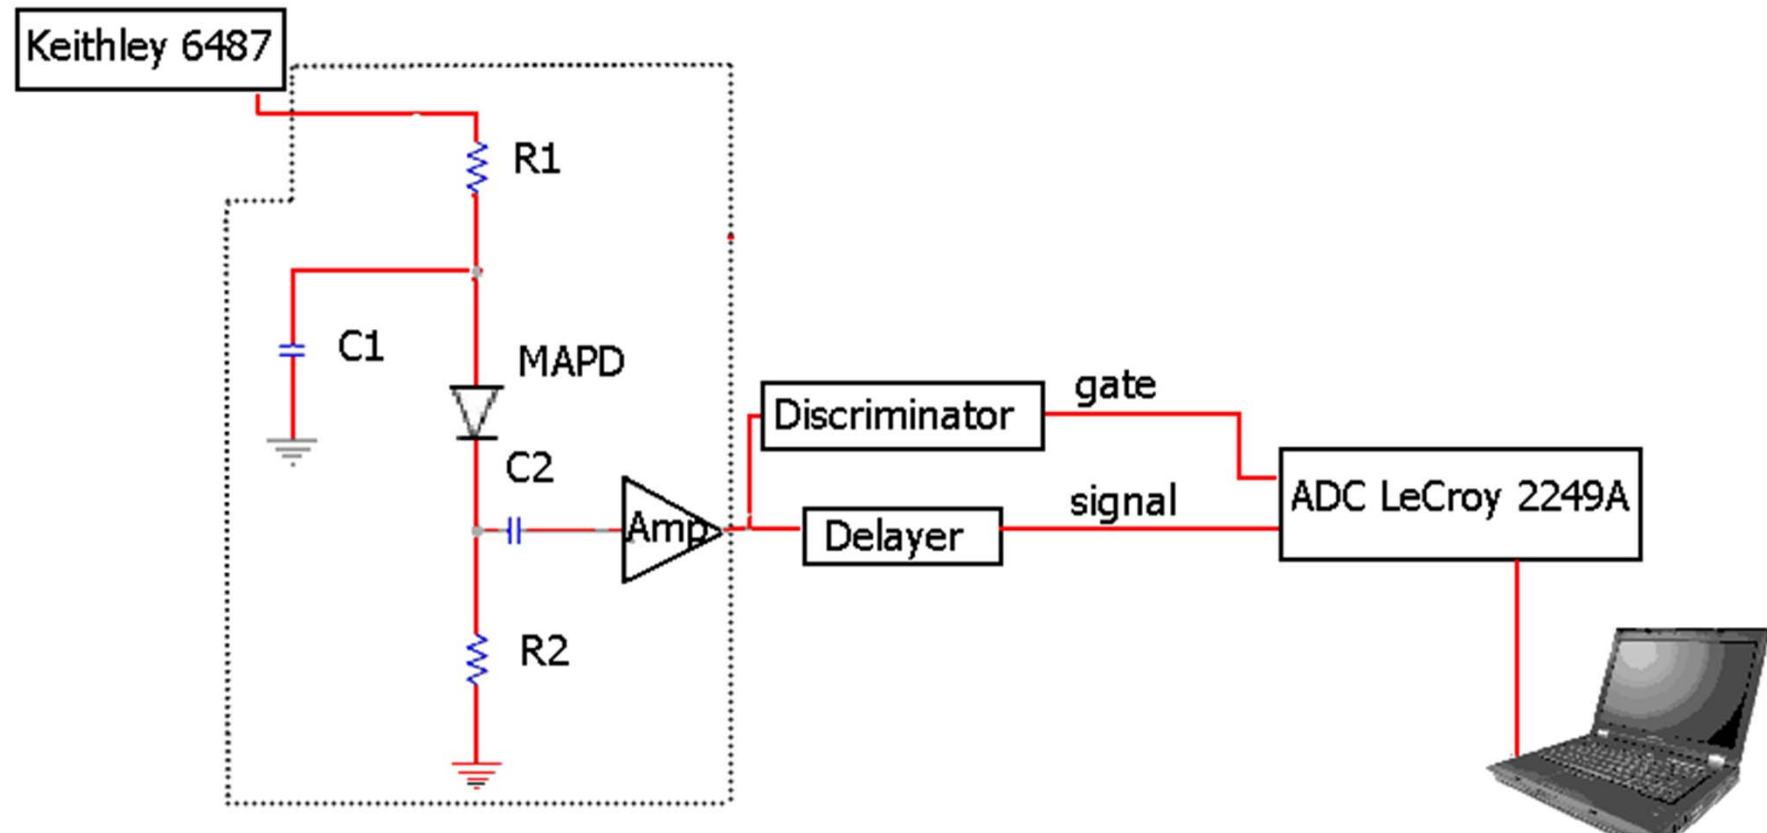 Keithley 6487
R1
C1
MAPD
C2
Amp
R2
Discriminator
gate
Delayer
signal
ADC LeCroy 2249A